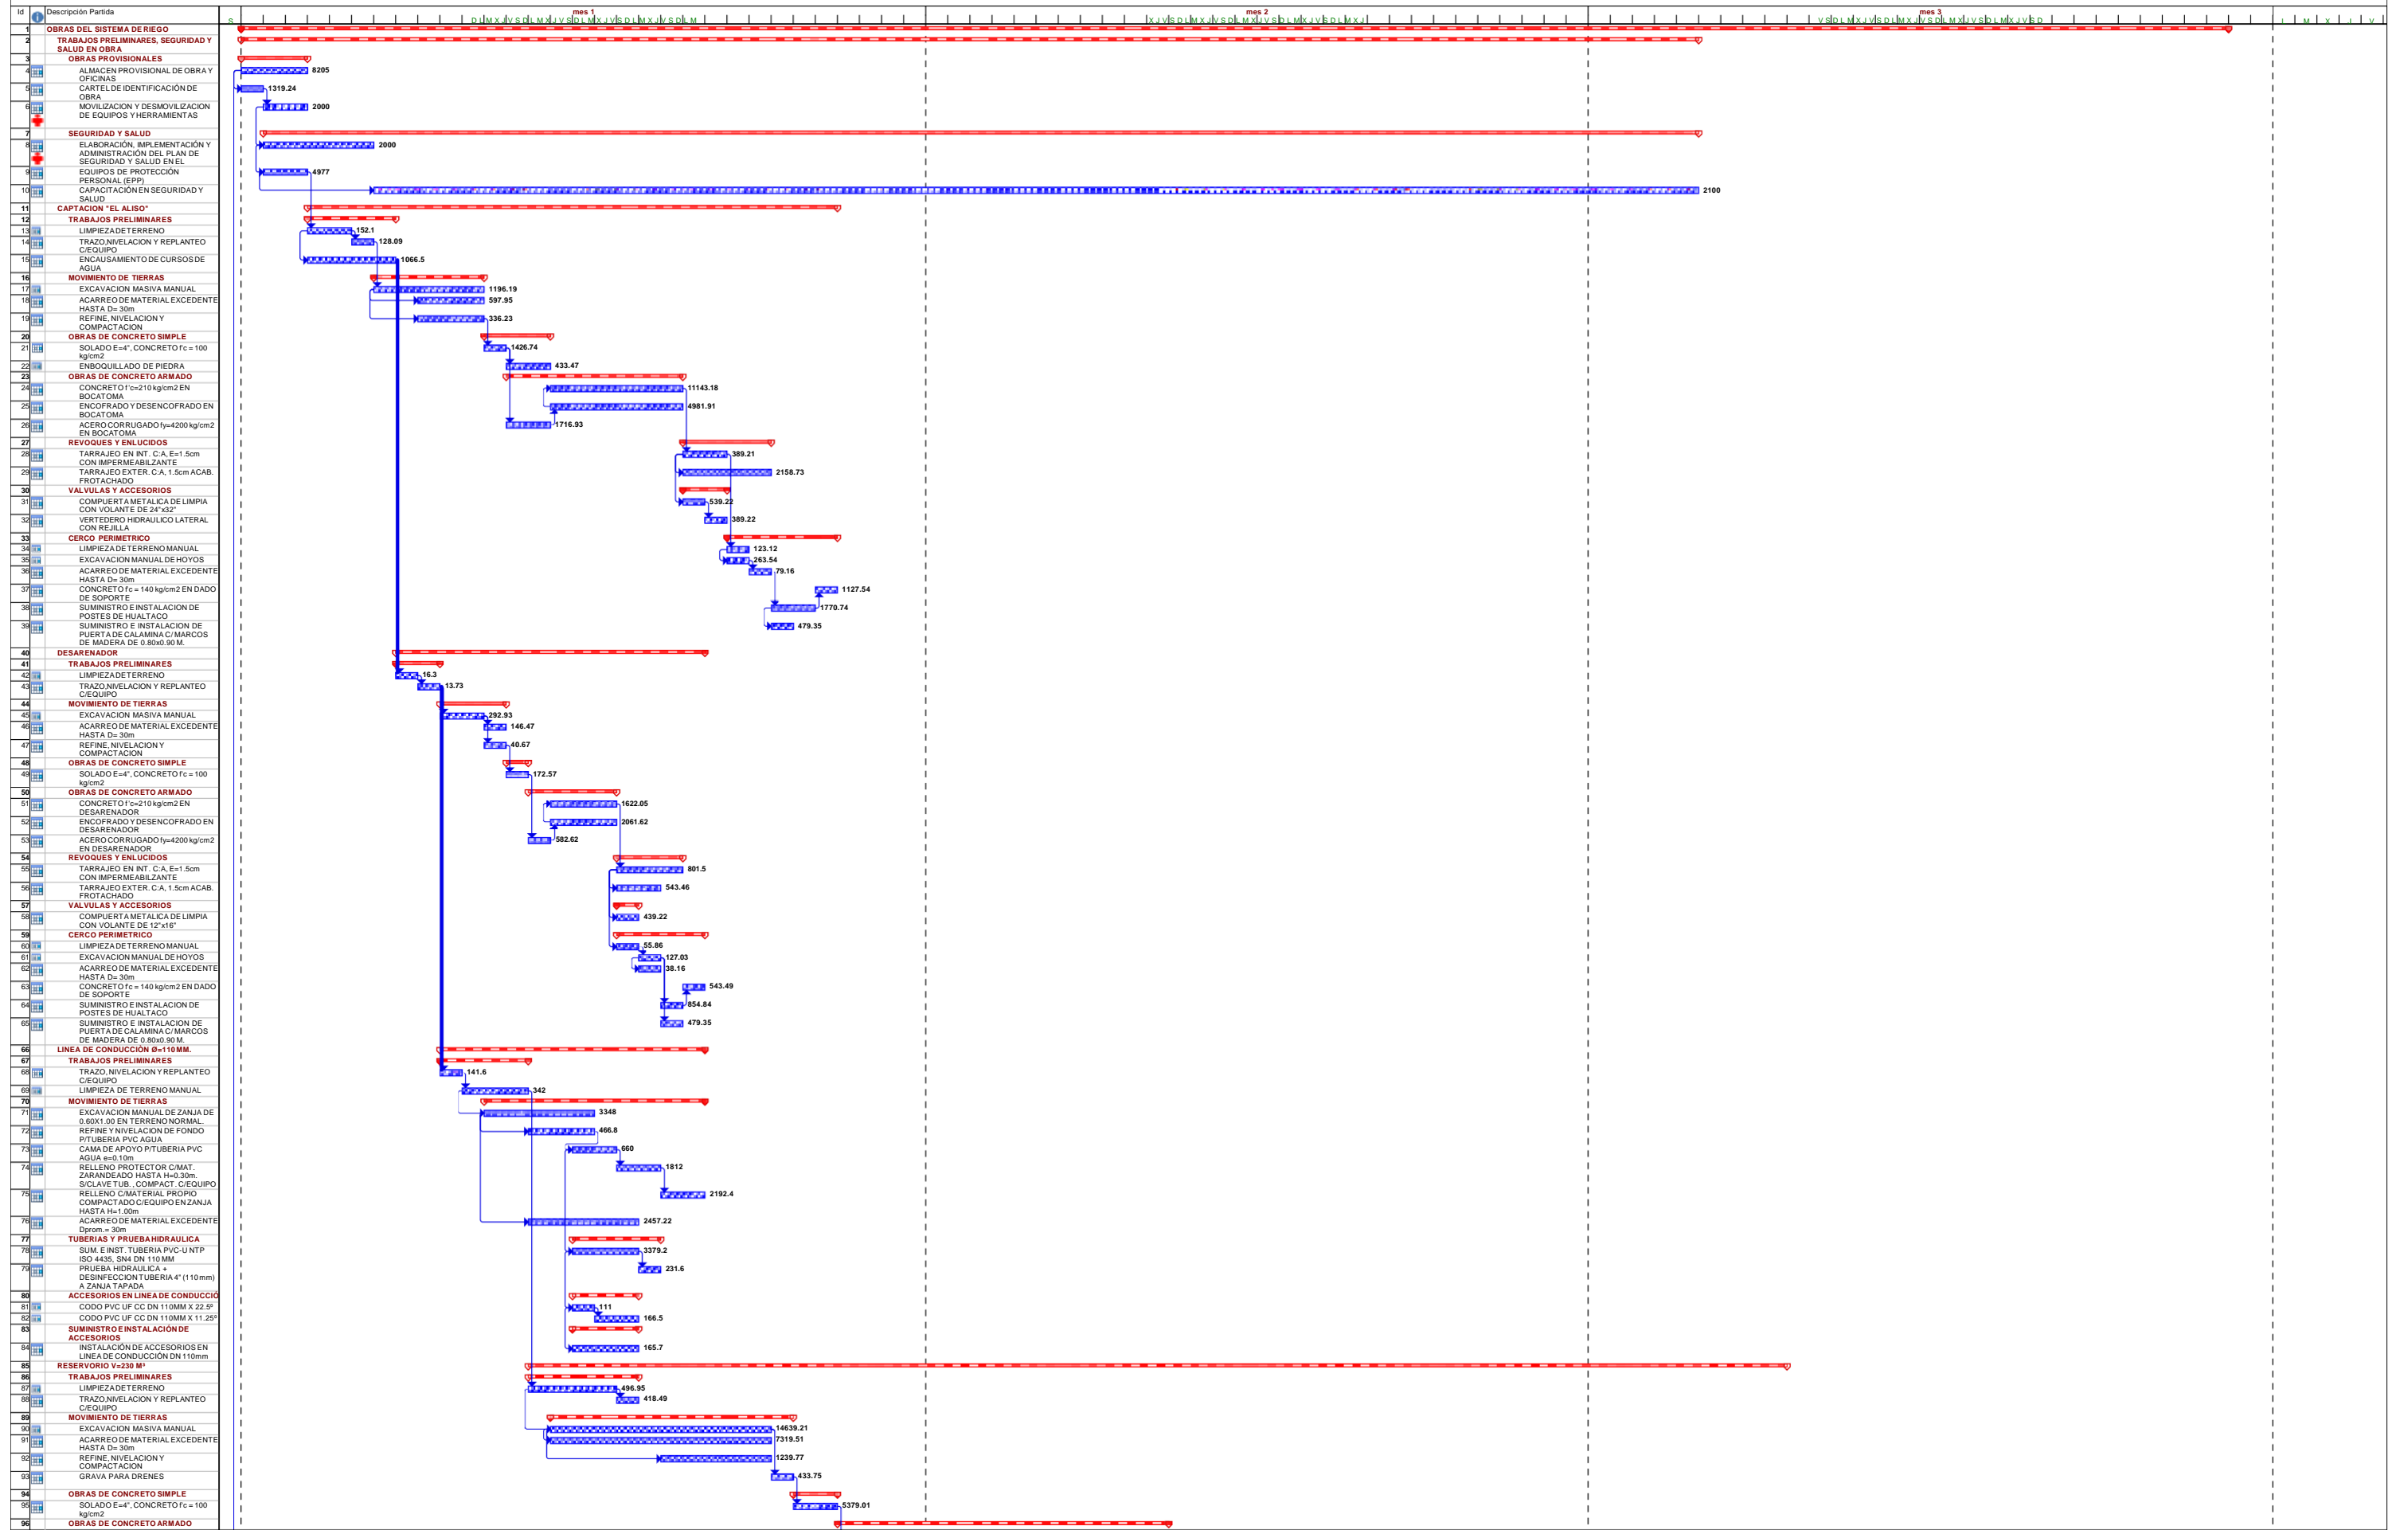 Id Descripción Partida mes 1 mes 2 mes 3
S D L M X J V S D L M X J V S D L M X J V S D L M X J V S D L M X J V S D L M X J V S D L M X J V S D L M X J V S D L M X J V S D L M X J V S D L M X J V S D L M X J V S D
1 OBRAS DEL SISTEMA DE RIEGO
2 TRABAJOS PRELIMINARES, SEGURIDAD Y
SALUD EN OBRA
3 OBRAS PROVISIONALES
4 ALMACEN PROVISIONAL DE OBRA Y 8205
OFICINAS
5 CARTEL DE IDENTIFICACIÓN DE 1319.24
OBRA
6 MOVILIZACION Y DESMOVILIZACION 2000
DE EQUIPOS Y HERRAMIENTAS
7 SEGURIDAD Y SALUD
8 ELABORACIÓN, IMPLEMENTACIÓN Y 2000
ADMINISTRACIÓN DEL PLAN DE
SEGURIDAD Y SALUD EN EL
9 EQUIPOS DE PROTECCIÓN 4977
PERSONAL (EPP)
10 CAPACITACIÓN EN SEGURIDAD Y 2100
SALUD
11 CAPTACION "EL ALISO"
12 TRABAJOS PRELIMINARES
13 LIMPIEZA DE TERRENO 152.1
14 TRAZO,NIVELACION Y REPLANTEO 128.09
C/EQUIPO
15 ENCAUSAMIENTO DE CURSOS DE 1066.5
AGUA
16 MOVIMIENTO DE TIERRAS
17 EXCAVACION MASIVA MANUAL 1196.19
18 ACARREO DE MATERIAL EXCEDENTE 597.95
HASTA D= 30m
19 REFINE, NIVELACION Y 336.23
COMPACTACION
20 OBRAS DE CONCRETO SIMPLE
21 SOLADO E=4", CONCRETO f'c = 100 1426.74
kg/cm2
22 ENBOQUILLADO DE PIEDRA 433.47
23 OBRAS DE CONCRETO ARMADO
24 CONCRETO f'c=210 kg/cm2 EN 11143.18
BOCATOMA
25 ENCOFRADO Y DESENCOFRADO EN 4981.91
BOCATOMA
26 ACERO CORRUGADO fy=4200 kg/cm2 1716.93
EN BOCATOMA
27 REVOQUES Y ENLUCIDOS
28 TARRAJEO EN INT. C:A, E=1.5cm 389.21
CON IMPERMEABILZANTE
29 TARRAJEO EXTER. C:A, 1.5cm ACAB. 2158.73
FROTACHADO
30 VALVULAS Y ACCESORIOS
31 COMPUERTA METALICA DE LIMPIA 539.22
CON VOLANTE DE 24"x32"
32 VERTEDERO HIDRAULICO LATERAL 389.22
CON REJILLA
33 CERCO PERIMETRICO
34 LIMPIEZA DE TERRENO MANUAL 123.12
35 EXCAVACION MANUAL DE HOYOS 263.54
36 ACARREO DE MATERIAL EXCEDENTE 79.16
HASTA D= 30m
37 CONCRETO f'c = 140 kg/cm2 EN DADO 1127.54
DE SOPORTE
38 SUMINISTRO E INSTALACION DE 1770.74
POSTES DE HUALTACO
39 SUMINISTRO E INSTALACION DE 479.35
PUERTA DE CALAMINA C/ MARCOS
DE MADERA DE 0.80x0.90 M.
40 DESARENADOR
41 TRABAJOS PRELIMINARES
42 LIMPIEZA DE TERRENO 16.3
43 TRAZO,NIVELACION Y REPLANTEO 13.73
C/EQUIPO
44 MOVIMIENTO DE TIERRAS
45 EXCAVACION MASIVA MANUAL 292.93
46 ACARREO DE MATERIAL EXCEDENTE 146.47
HASTA D= 30m
47 REFINE, NIVELACION Y 40.67
COMPACTACION
48 OBRAS DE CONCRETO SIMPLE
49 SOLADO E=4", CONCRETO f'c = 100 172.57
kg/cm2
50 OBRAS DE CONCRETO ARMADO
51 CONCRETO f'c=210 kg/cm2 EN 1622.05
DESARENADOR
52 ENCOFRADO Y DESENCOFRADO EN 2061.62
DESARENADOR
53 ACERO CORRUGADO fy=4200 kg/cm2 582.62
EN DESARENADOR
54 REVOQUES Y ENLUCIDOS
55 TARRAJEO EN INT. C:A, E=1.5cm 801.5
CON IMPERMEABILZANTE
56 TARRAJEO EXTER. C:A, 1.5cm ACAB. 543.46
FROTACHADO
57 VALVULAS Y ACCESORIOS
58 COMPUERTA METALICA DE LIMPIA 439.22
CON VOLANTE DE 12"x16"
59 CERCO PERIMETRICO
60 LIMPIEZA DE TERRENO MANUAL 55.86
61 EXCAVACION MANUAL DE HOYOS 127.03
62 ACARREO DE MATERIAL EXCEDENTE 38.16
HASTA D= 30m
63 CONCRETO f'c = 140 kg/cm2 EN DADO 543.49
DE SOPORTE
64 SUMINISTRO E INSTALACION DE 854.84
POSTES DE HUALTACO
65 SUMINISTRO E INSTALACION DE 479.35
PUERTA DE CALAMINA C/ MARCOS
DE MADERA DE 0.80x0.90 M.
66 LINEA DE CONDUCCIÓN Ø=110 MM.
67 TRABAJOS PRELIMINARES
68 TRAZO, NIVELACION Y REPLANTEO 141.6
C/EQUIPO
69 LIMPIEZA DE TERRENO MANUAL 342
70 MOVIMIENTO DE TIERRAS
71 EXCAVACION MANUAL DE ZANJA DE 3348
0.60X1.00 EN TERRENO NORMAL.
72 REFINE Y NIVELACION DE FONDO 466.8
P/TUBERIA PVC AGUA
73 CAMA DE APOYO P/TUBERIA PVC 660
AGUA e=0.10m
74 RELLENO PROTECTOR C/MAT. 1812
ZARANDEADO HASTA H=0.30m.
S/CLAVE TUB. , COMPACT. C/EQUIPO
75 RELLENO C/MATERIAL PROPIO 2192.4
COMPACTADO C/EQUIPO EN ZANJA
HASTA H=1.00m
76 ACARREO DE MATERIAL EXCEDENTE 2457.22
Dprom.= 30m
77 TUBERIAS Y PRUEBA HIDRAULICA
78 SUM. E INST. TUBERIA PVC-U NTP 3379.2
ISO 4435, SN4 DN 110 MM
79 PRUEBA HIDRAULICA + 231.6
DESINFECCION TUBERIA 4" (110 mm)
A ZANJA TAPADA
80 ACCESORIOS EN LINEA DE CONDUCCIÓ
81 CODO PVC UF CC DN 110MM X 22.5º 111
82 CODO PVC UF CC DN 110MM X 11.25º 166.5
83 SUMINISTRO E INSTALACIÓN DE
ACCESORIOS
84 INSTALACIÓN DE ACCESORIOS EN 165.7
LINEA DE CONDUCCIÓN DN 110mm
85 RESERVORIO V=230 M³
86 TRABAJOS PRELIMINARES
87 LIMPIEZA DE TERRENO 496.95
88 TRAZO,NIVELACION Y REPLANTEO 418.49
C/EQUIPO
89 MOVIMIENTO DE TIERRAS
90 EXCAVACION MASIVA MANUAL 14639.21
91 ACARREO DE MATERIAL EXCEDENTE 7319.51
HASTA D= 30m
92 REFINE, NIVELACION Y 1239.77
COMPACTACION
93 GRAVA PARA DRENES 433.75
94 OBRAS DE CONCRETO SIMPLE
95 SOLADO E=4", CONCRETO f'c = 100 5379.01
kg/cm2
96 OBRAS DE CONCRETO ARMADO